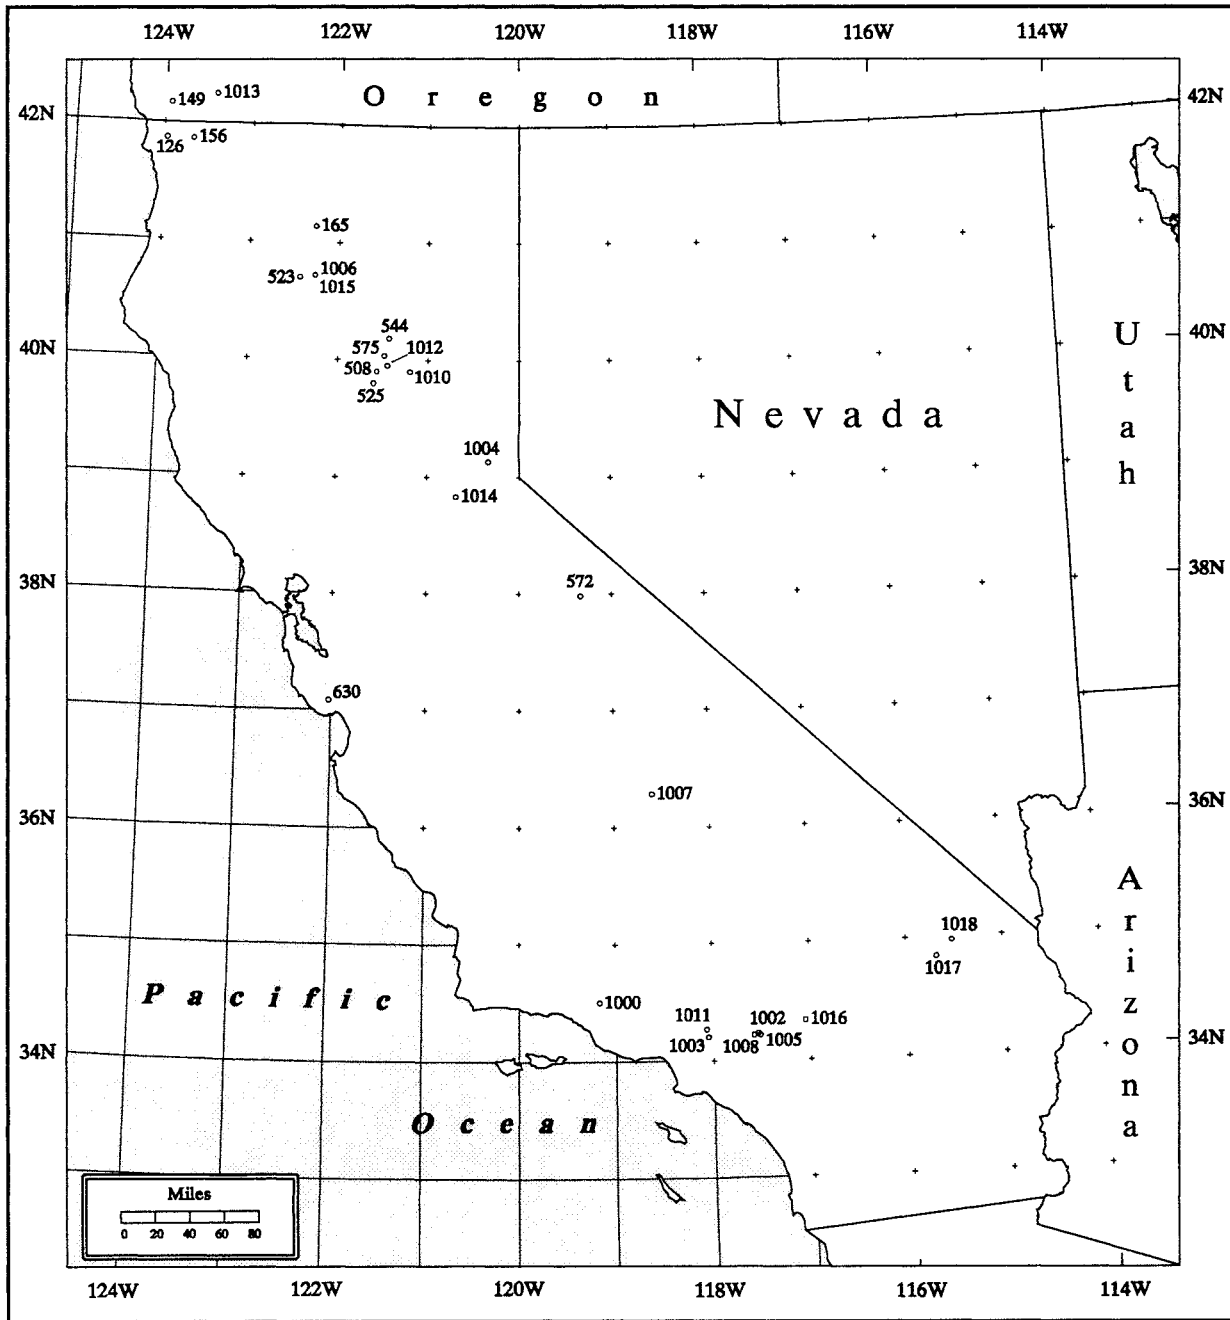 124W 122W 120W 118W 116W 114W
Oregon
149 1013
42N 42N
126 156
165
523 1006
1015
544
575 1012
40N 40N
508 1010
525
Utah
Nevada
1004
1014
38N 38N
572
630
1007
36N 36N
Arizona
1018
1017
Pacific
1000
1011 1002 1016
1003 1008 1005
34N 34N
Ocean
Miles
0 20 40 60 80
124W 122W 120W 118W 116W 114W